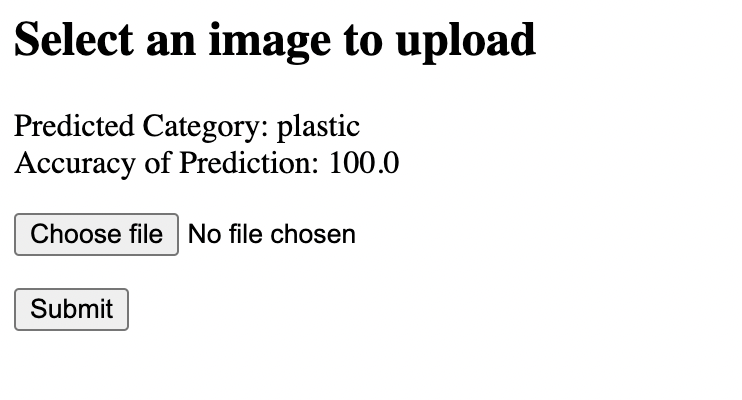 Select an image to upload
Predicted Category: plastic
Accuracy of Prediction: 100.0
Choose file No file chosen
Submit